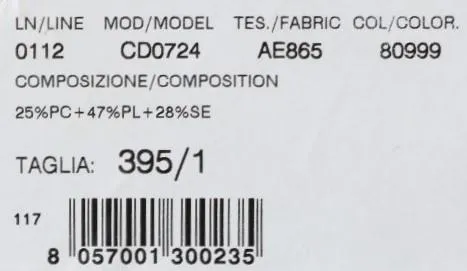 LN/LINE MOD/MODEL TES./FABRIC COL/COLOR.
0112 CD0724 AE865 80999
COMPOSIZIONE/COMPOSITION
25%PC+47%PL+28%SE
TAGLIA: 395/1
117
8 057001 300235